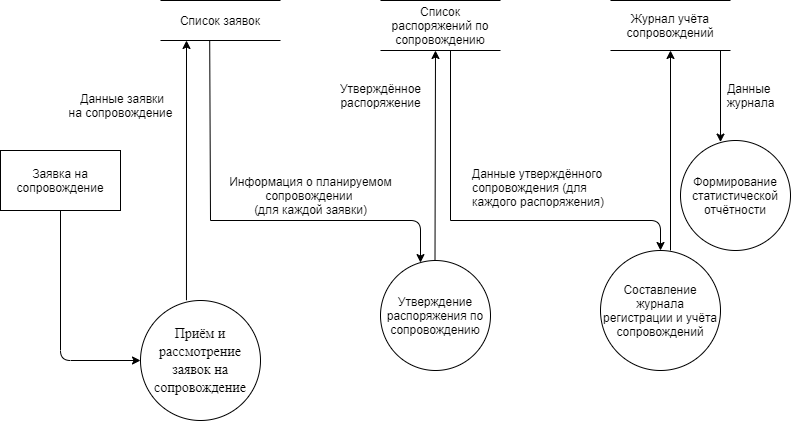 Список заявок
Список
распоряжений по
сопровождению
Журнал учёта
сопровождений
Данные заявки
на сопровождение
Утверждённое
распоряжение
Данные
журнала
Заявка на
сопровождение
Информация о планируемом
сопровождении
(для каждой заявки)
Данные утверждённого
сопровождения (для
каждого распоряжения)
Формирование
статистической
отчётности
Приём и
рассмотрение
заявок на
сопровождение
Утверждение
распоряжения по
сопровождению
Составление
журнала
регистрации и учёта
сопровождений